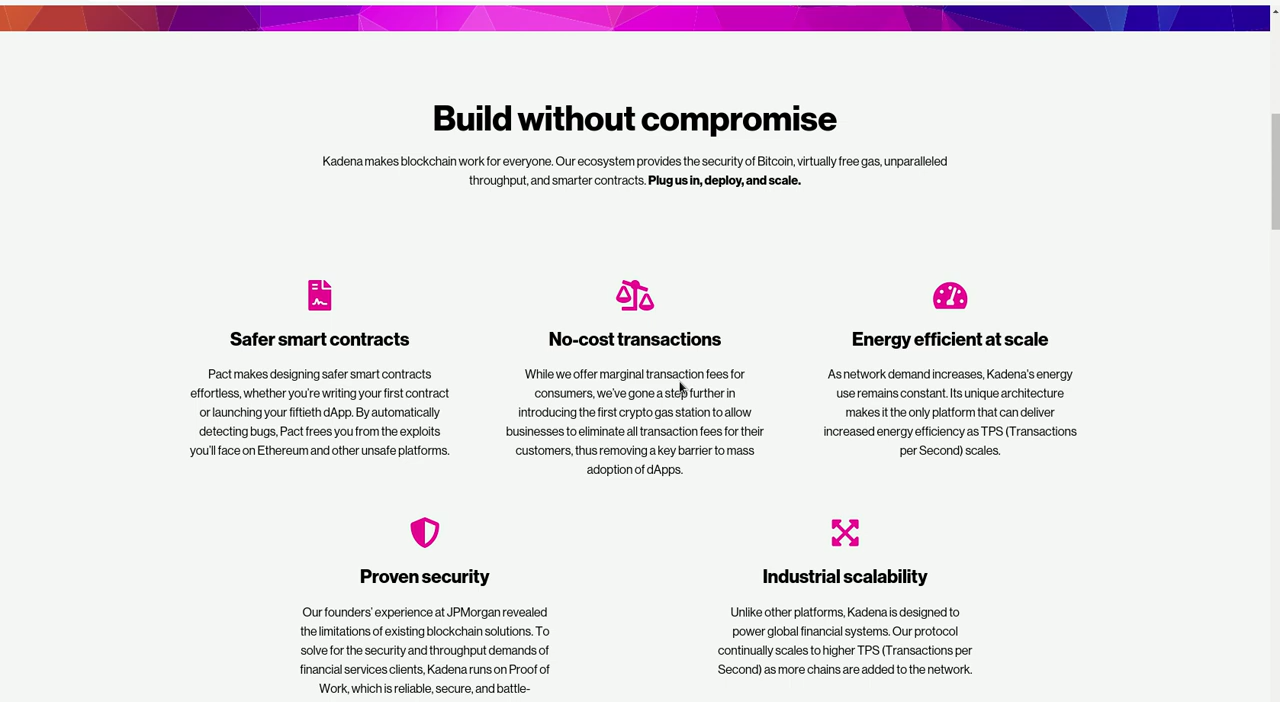 Build without compromise
Kadena makes blockchain work for everyone. Our ecosystem provides the security of Bitcoin, virtually free gas, unparalleled
throughput, and smarter contracts. Plug us in, deploy, and scale.
Safer smart contracts
Pact makes designing safer smart contracts
effortless, whether you're writing your first contract
or launching your fiftieth dApp. By automatically
detecting bugs, Pact frees you from the exploits
you'll face on Ethereum and other unsafe platforms.
No-cost transactions
While we offer marginal transaction fees for
consumers, we've gone a step further in
introducing the first crypto gas station to allow
businesses to eliminate all transaction fees for their
customers, thus removing a key barrier to mass
adoption of dApps.
Energy efficient at scale
As network demand increases, Kadena's energy
use remains constant. Its unique architecture
makes it the only platform that can deliver
increased energy efficiency as TPS (Transactions
per Second) scales.
Proven security
Our founders' experience at JPMorgan revealed
the limitations of existing blockchain solutions. To
solve for the security and throughput demands of
financial services clients, Kadena runs on Proof of
Work, which is reliable, secure, and battle-
Industrial scalability
Unlike other platforms, Kadena is designed to
power global financial systems. Our protocol
continually scales to higher TPS (Transactions per
Second) as more chains are added to the network.